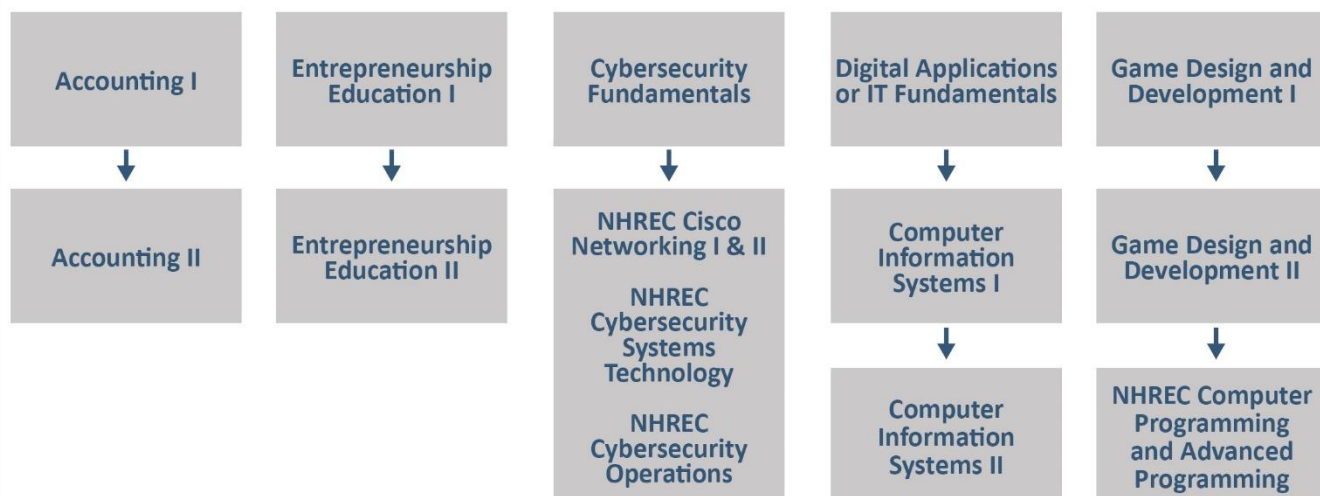 Accounting I
Entrepreneurship
Education I
Cybersecurity
Fundamentals
Digital Applications
or IT Fundamentals
Game Design and
Development I
Accounting II
Entrepreneurship
Education II
NHREC Cisco
Networking I & II
NHREC
Cybersecurity
Systems
Technology
NHREC
Cybersecurity
Operations
Computer
Information
Systems I
Game Design and
Development II
Computer
Information
Systems II
NHREC Computer
Programming
and Advanced
Programming